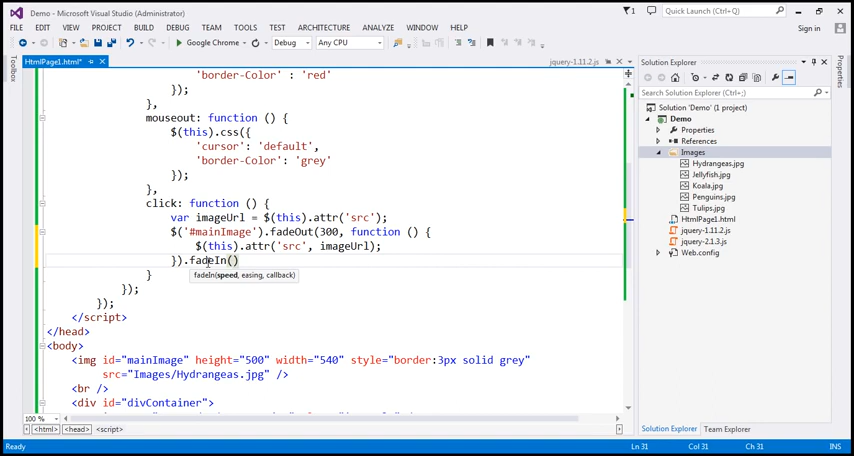 Demo - Microsoft Visual Studio (Administrator)
1
Quick Launch (Ctrl+Q)
FILE EDIT VIEW PROJECT BUILD DEBUG TEAM TOOLS TEST ARCHITECTURE ANALYZE WINDOW HELP
Sign in
Google Chrome Debug Any CPU
Toolbox
HtmlPage1.html*
jquery-1.11.2.js
'border-Color' : 'red'
});
},
mouseout: function () {
$(this).css({
'cursor': 'default',
'border-Color': 'grey'
});
},
click: function () {
var imageUrl = $(this).attr('src');
$('#mainImage').fadeOut(300, function () {
$(this).attr('src', imageUrl);
}).fadeIn()
fadeIn(speed, easing, callback)
}
});
});
</script>
</head>
<body>
<img id="mainImage" height="500" width="540" style="border:3px solid grey"
src="Images/Hydrangeas.jpg" />
<br />
<div id="divContainer">
100 %
<html> <head> <script>
Solution Explorer
Search Solution Explorer (Ctrl+;)
Solution 'Demo' (1 project)
Demo
Properties
References
Images
Hydrangeas.jpg
Jellyfish.jpg
Koala.jpg
Penguins.jpg
Tulips.jpg
HtmlPage1.html
jquery-1.11.2.js
jquery-2.1.3.js
Web.config
Solution Explorer Team Explorer
Properties
Ready Ln 31 Col 31 Ch 31 INS